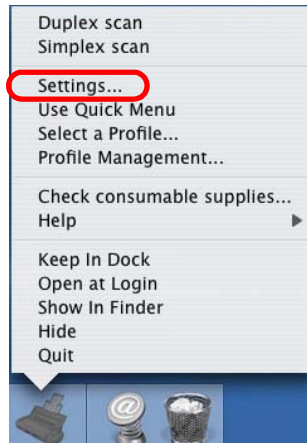 Duplex scan
Simplex scan
Settings...
Use Quick Menu
Select a Profile...
Profile Management...
Check consumable supplies...
Help
Keep In Dock
Open at Login
Show In Finder
Hide
Quit
@